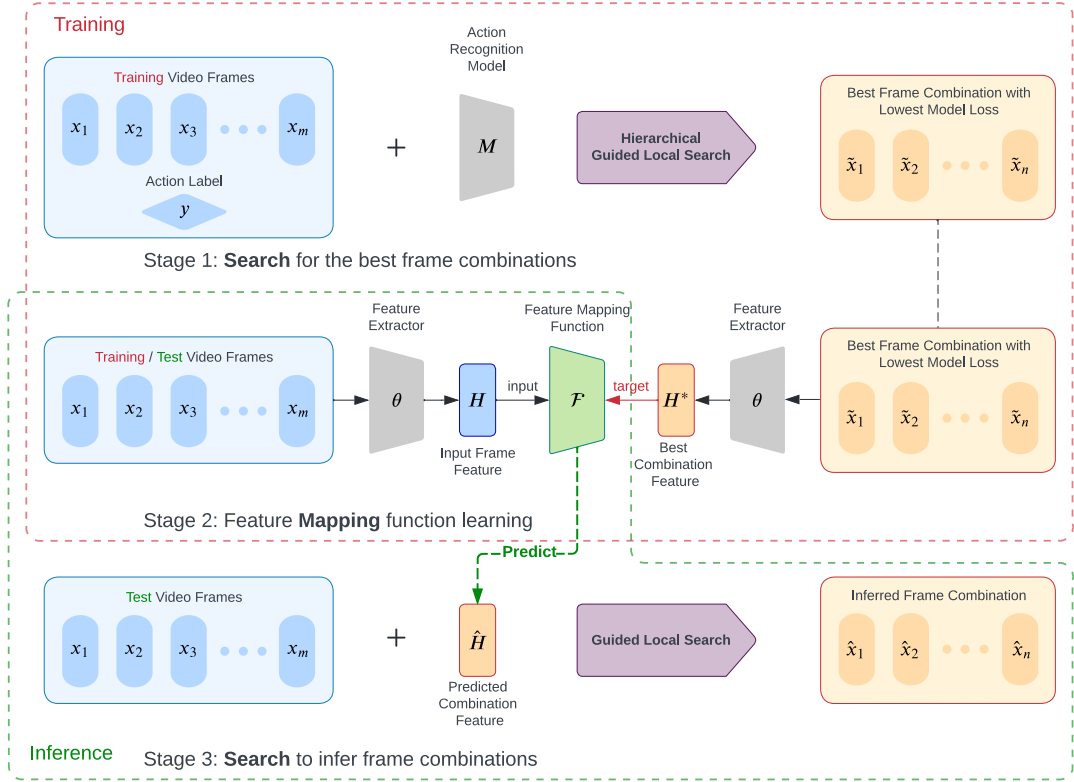 Training
Training Video Frames
x₁ x₂ x₃ xₘ
Action Label
y
+
Action
Recognition
Model
M
Hierarchical
Guided Local Search
Best Frame Combination with
Lowest Model Loss
x̃₁ x̃₂ x̃ₙ
Stage 1: Search for the best frame combinations
Training / Test Video Frames
x₁ x₂ x₃ xₘ
Feature
Extractor
θ
H
Input Frame
Feature
input
Feature Mapping
Function
ℱ
target
H*
Best
Combination
Feature
Feature
Extractor
θ
Best Frame Combination with
Lowest Model Loss
x̃₁ x̃₂ x̃ₙ
Stage 2: Feature Mapping function learning
Predict
Test Video Frames
x₁ x₂ x₃ xₘ
+
Ĥ
Predicted
Combination
Feature
Guided Local Search
Inferred Frame Combination
x̂₁ x̂₂ x̂ₙ
Inference
Stage 3: Search to infer frame combinations